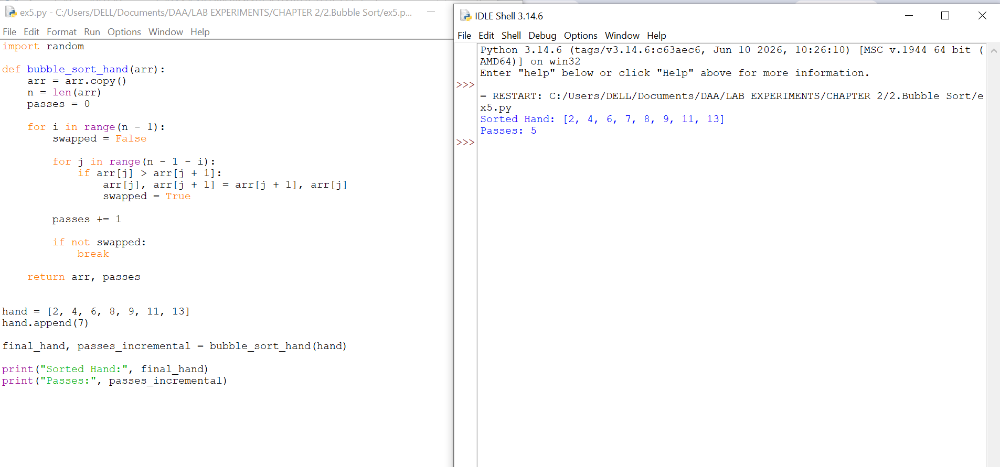 ex5.py - C:/Users/DELL/Documents/DAA/LAB EXPERIMENTS/CHAPTER 2/2.Bubble Sort/ex5.p...
File Edit Format Run Options Window Help
import random
def bubble_sort_hand(arr):
    arr = arr.copy()
    n = len(arr)
    passes = 0
    for i in range(n - 1):
        swapped = False
        for j in range(n - 1 - i):
            if arr[j] > arr[j + 1]:
                arr[j], arr[j + 1] = arr[j + 1], arr[j]
                swapped = True
        passes += 1
        if not swapped:
            break
    return arr, passes
hand = [2, 4, 6, 8, 9, 11, 13]
hand.append(7)
final_hand, passes_incremental = bubble_sort_hand(hand)
print("Sorted Hand:", final_hand)
print("Passes:", passes_incremental)
IDLE Shell 3.14.6
File Edit Shell Debug Options Window Help
Python 3.14.6 (tags/v3.14.6:c63aec6, Jun 10 2026, 10:26:10) [MSC v.1944 64 bit (
AMD64)] on win32
Enter "help" below or click "Help" above for more information.
>>>
= RESTART: C:/Users/DELL/Documents/DAA/LAB EXPERIMENTS/CHAPTER 2/2.Bubble Sort/e
x5.py
Sorted Hand: [2, 4, 6, 7, 8, 9, 11, 13]
Passes: 5
>>>